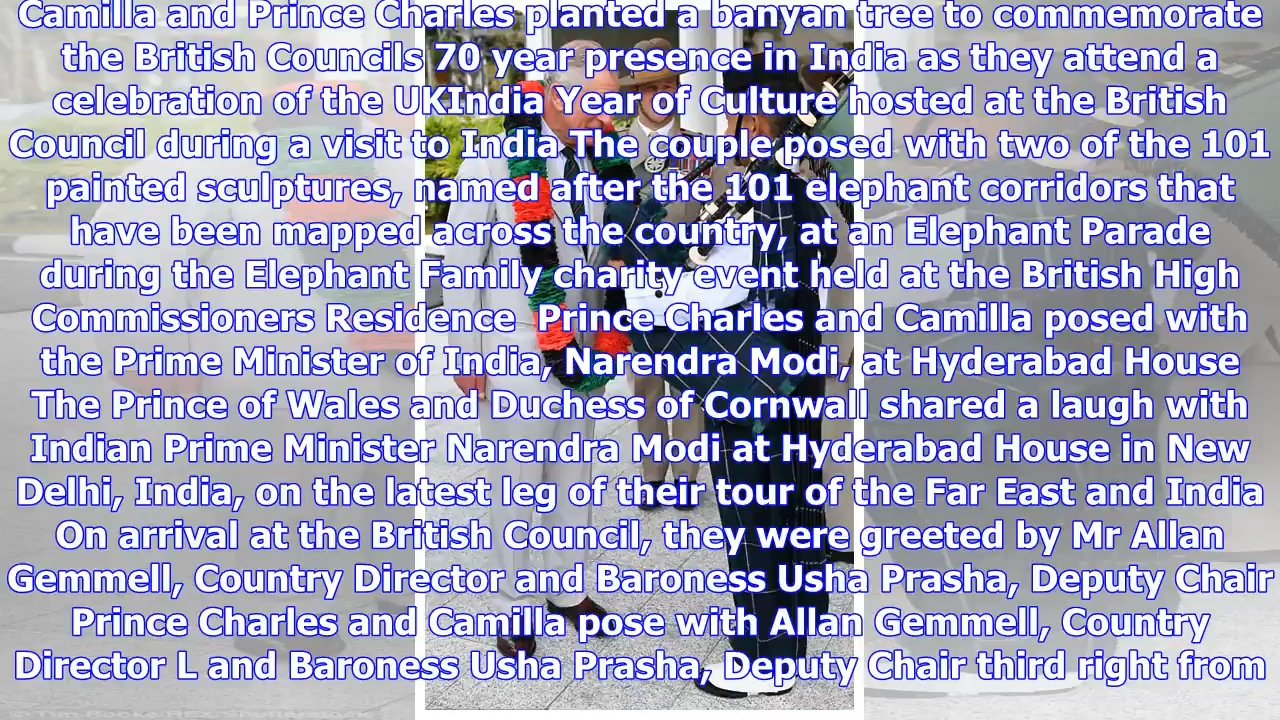 Camilla and Prince Charles planted a banyan tree to commemorate
the British Councils 70 year presence in India as they attend a
celebration of the UKIndia Year of Culture hosted at the British
Council during a visit to India The couple posed with two of the 101
painted sculptures, named after the 101 elephant corridors that
have been mapped across the country, at an Elephant Parade
during the Elephant Family charity event held at the British High
Commissioners Residence  Prince Charles and Camilla posed with
the Prime Minister of India, Narendra Modi, at Hyderabad House
The Prince of Wales and Duchess of Cornwall shared a laugh with
Indian Prime Minister Narendra Modi at Hyderabad House in New
Delhi, India, on the latest leg of their tour of the Far East and India
On arrival at the British Council, they were greeted by Mr Allan
Gemmell, Country Director and Baroness Usha Prasha, Deputy Chair
Prince Charles and Camilla pose with Allan Gemmell, Country
Director L and Baroness Usha Prasha, Deputy Chair third right from